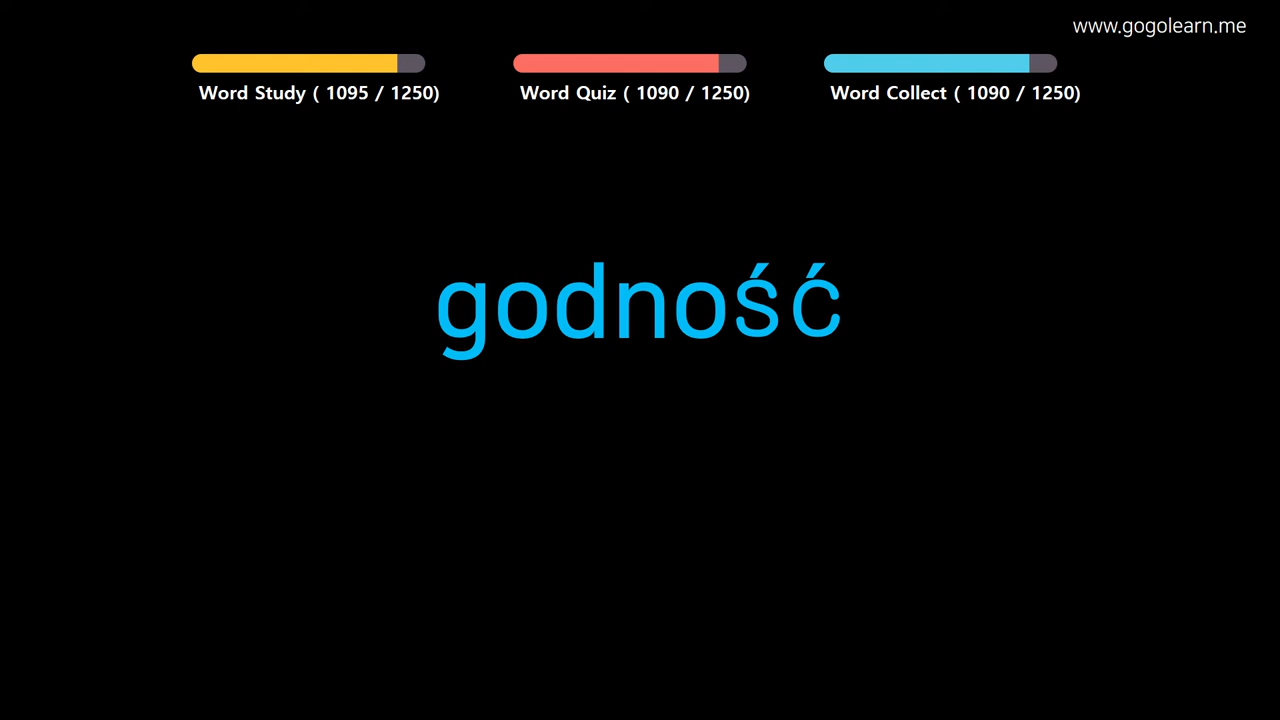 www.gogolearn.me
Word Study ( 1095 / 1250)
Word Quiz ( 1090 / 1250)
Word Collect ( 1090 / 1250)
godność